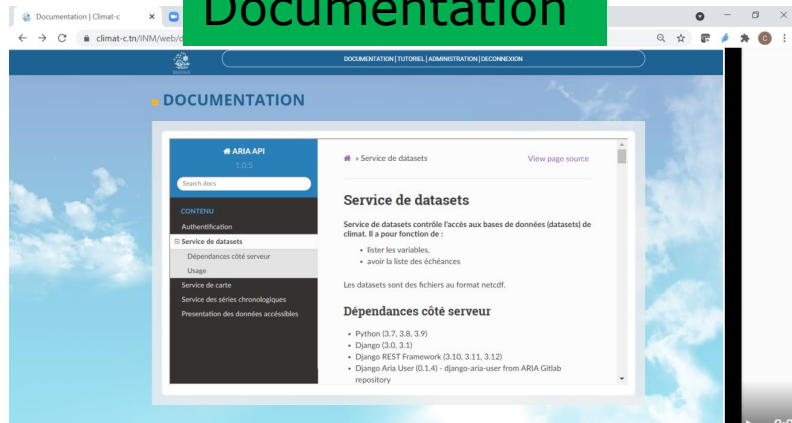 Documentation
Documentation | Climat-c
climat-c.tn/INM/web/d
DOCUMENTATION | TUTORIEL | ADMINISTRATION | DECONNEXION
DOCUMENTATION
ARIA API
1.0.5
Search docs
CONTENU
Authentification
Service de datasets
Dépendances côté serveur
Usage
Service de carte
Service des séries chronologiques
Presentation des données accéssibles
» Service de datasets
View page source
Service de datasets
Service de datasets contrôle l'accès aux bases de données (datasets) de
climat. Il a pour fonction de :
• lister les variables,
• avoir la liste des échéances
Les datasets sont des fichiers au format netcdf.
Dépendances côté serveur
• Python (3.7, 3.8, 3.9)
• Django (3.0, 3.1)
• Django REST Framework (3.10, 3.11, 3.12)
• Django Aria User (0.1.4) - django-aria-user from ARIA Gitlab
repository